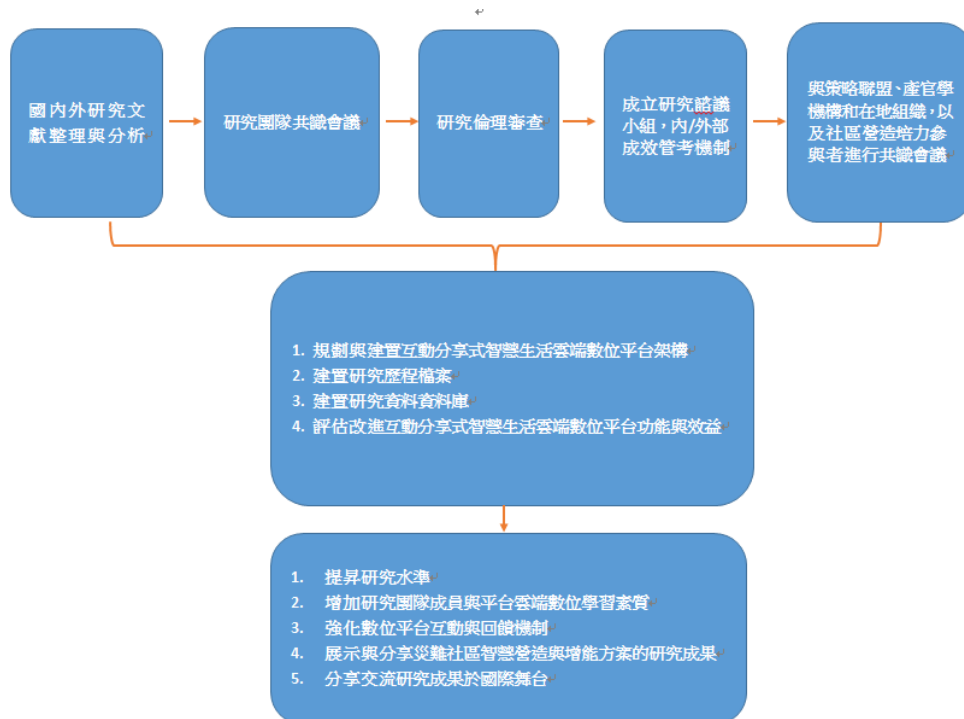 國內外研究文
獻整理與分析
研究團隊共識會議
研究倫理審查
成立研究諮議
小組，內/外部
成效管考機制
與策略聯盟、產官學
機構和在地組織，以
及社區營造培力參
與者進行共識會議
1. 規劃與建置互動分享式智慧生活雲端數位平台架構
2. 建置研究歷程檔案
3. 建置研究資料資料庫
4. 評估改進互動分享式智慧生活雲端數位平台功能與效益
1. 提昇研究水準
2. 增加研究團隊成員與平台雲端數位學習素質
3. 強化數位平台互動與回饋機制
4. 展示與分享災難社區智慧營造與增能方案的研究成果
5. 分享交流研究成果於國際舞台